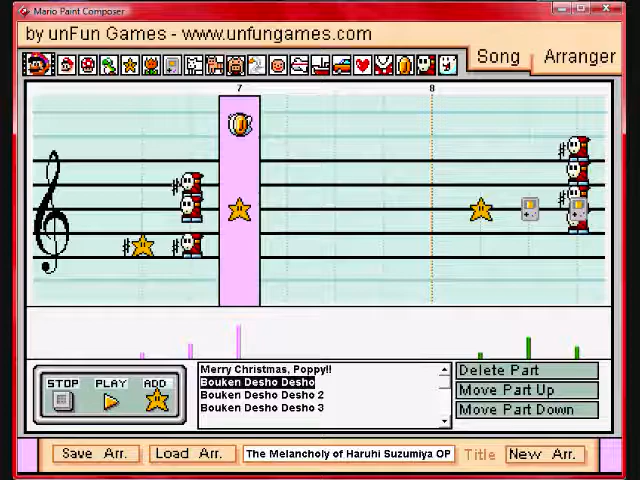 Mario Paint Composer
by unFun Games - www.unfungames.com
Song
Arranger
7
8
STOP
PLAY
ADD
Merry Christmas, Poppy!!
Bouken Desho Desho
Bouken Desho Desho 2
Bouken Desho Desho 3
Delete Part
Move Part Up
Move Part Down
Save Arr.
Load Arr.
The Melancholy of Haruhi Suzumiya OP
Title
New Arr.